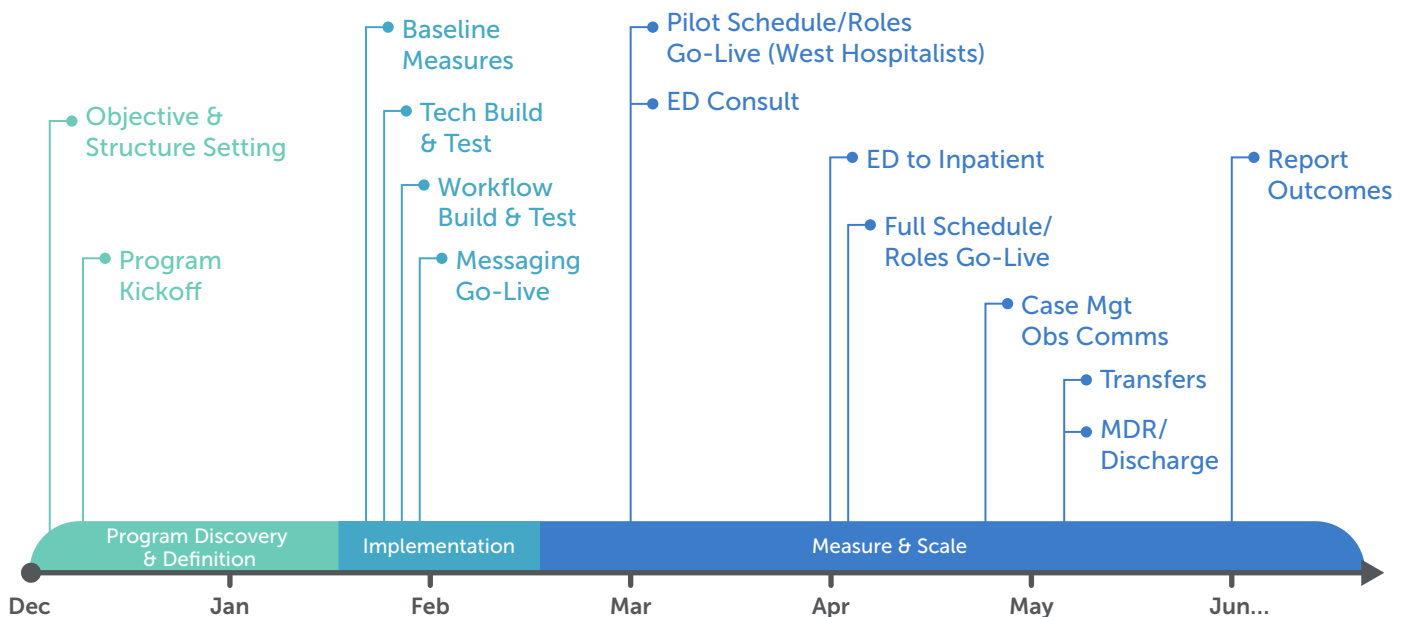 Baseline
Measures
Pilot Schedule/Roles
Go-Live (West Hospitalists)
Objective &
Structure Setting
Tech Build
& Test
ED Consult
Workflow
Build & Test
ED to Inpatient
Report
Outcomes
Program
Kickoff
Messaging
Go-Live
Full Schedule/
Roles Go-Live
Case Mgt
Obs Comms
Transfers
MDR/
Discharge
Program Discovery
& Definition
Implementation
Measure & Scale
Dec
Jan
Feb
Mar
Apr
May
Jun...